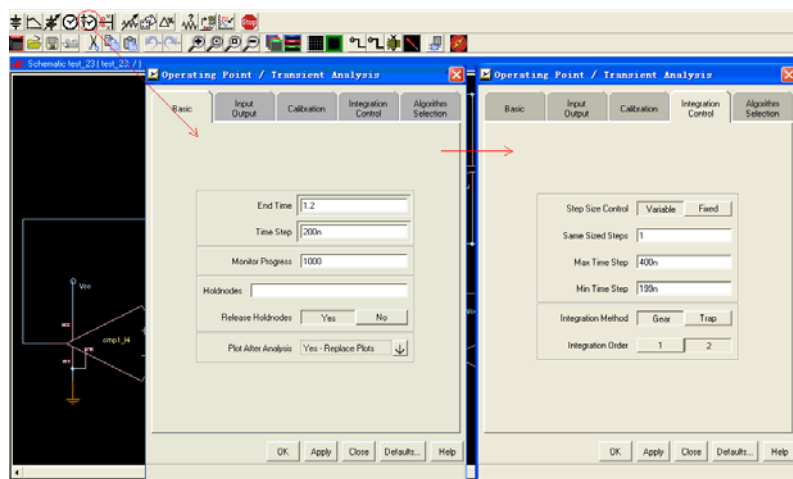 Stop
Schematic test_23 ( test_23: / )
Operating Point / Transient Analysis
Basic
Input Output
Calibration
Integration Control
Algorithm Selection
End Time 1.2
Time Step 200n
Monitor Progress 1000
Holdnodes
Release Holdnodes Yes No
Plot After Analysis Yes - Replace Plots
OK Apply Close Defaults... Help
Operating Point / Transient Analysis
Basic
Input Output
Calibration
Integration Control
Algorithm Selection
Step Size Control Variable Fixed
Same Sized Steps 1
Max Time Step 400n
Min Time Step 199n
Integration Method Gear Trap
Integration Order 1 2
OK Apply Close Defaults... Help
Vcc
cmp1_14